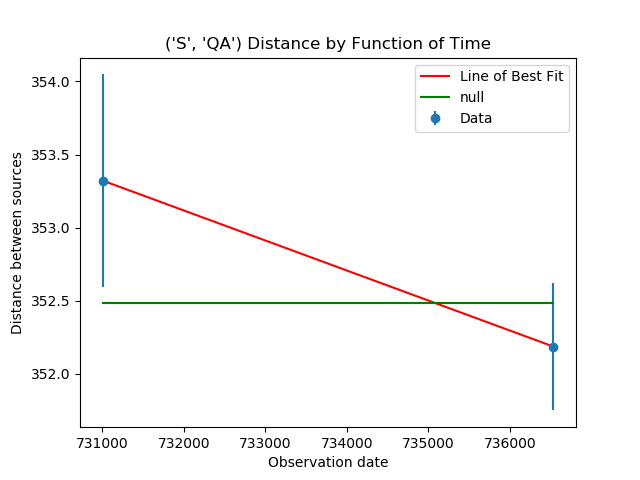 ('S', 'QA') Distance by Function of Time
Line of Best Fit
null
Data
Distance between sources
354.0
353.5
353.0
352.5
352.0
731000 732000 733000 734000 735000 736000
Observation date